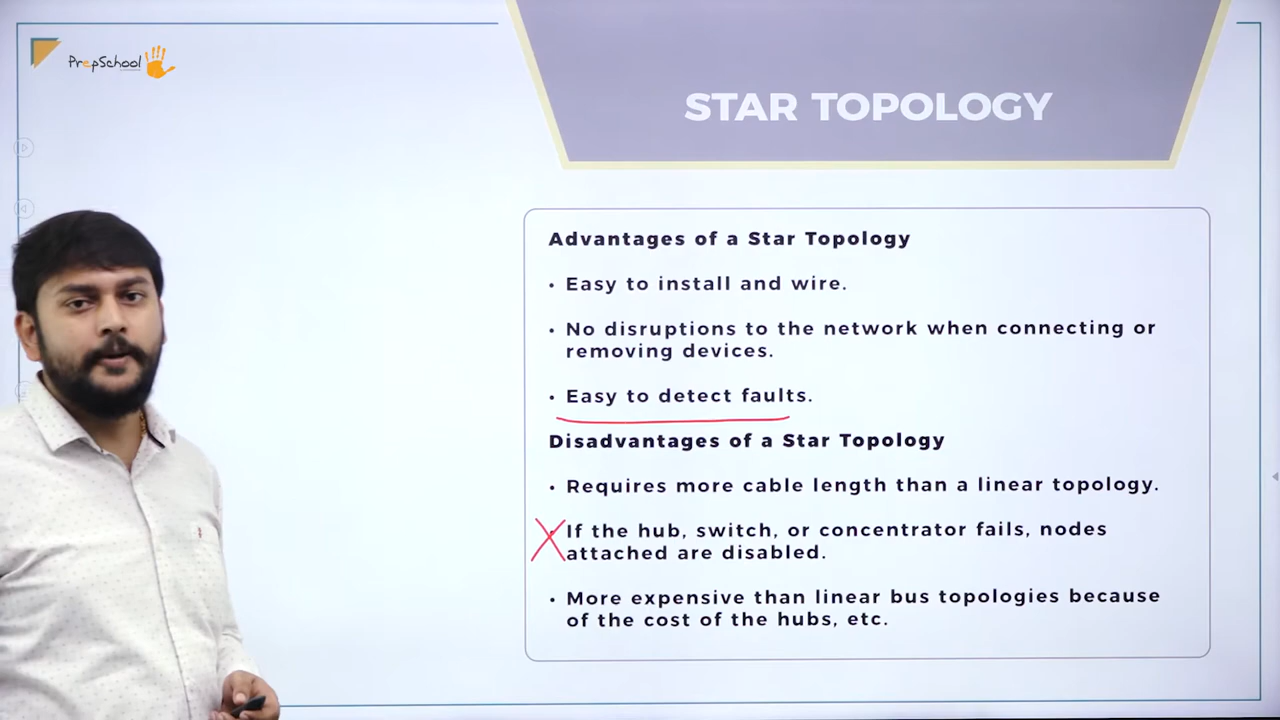 PrepSchool
STAR TOPOLOGY
Advantages of a Star Topology
• Easy to install and wire.
• No disruptions to the network when connecting or
removing devices.
• Easy to detect faults.
Disadvantages of a Star Topology
• Requires more cable length than a linear topology.
• If the hub, switch, or concentrator fails, nodes
attached are disabled.
• More expensive than linear bus topologies because
of the cost of the hubs, etc.